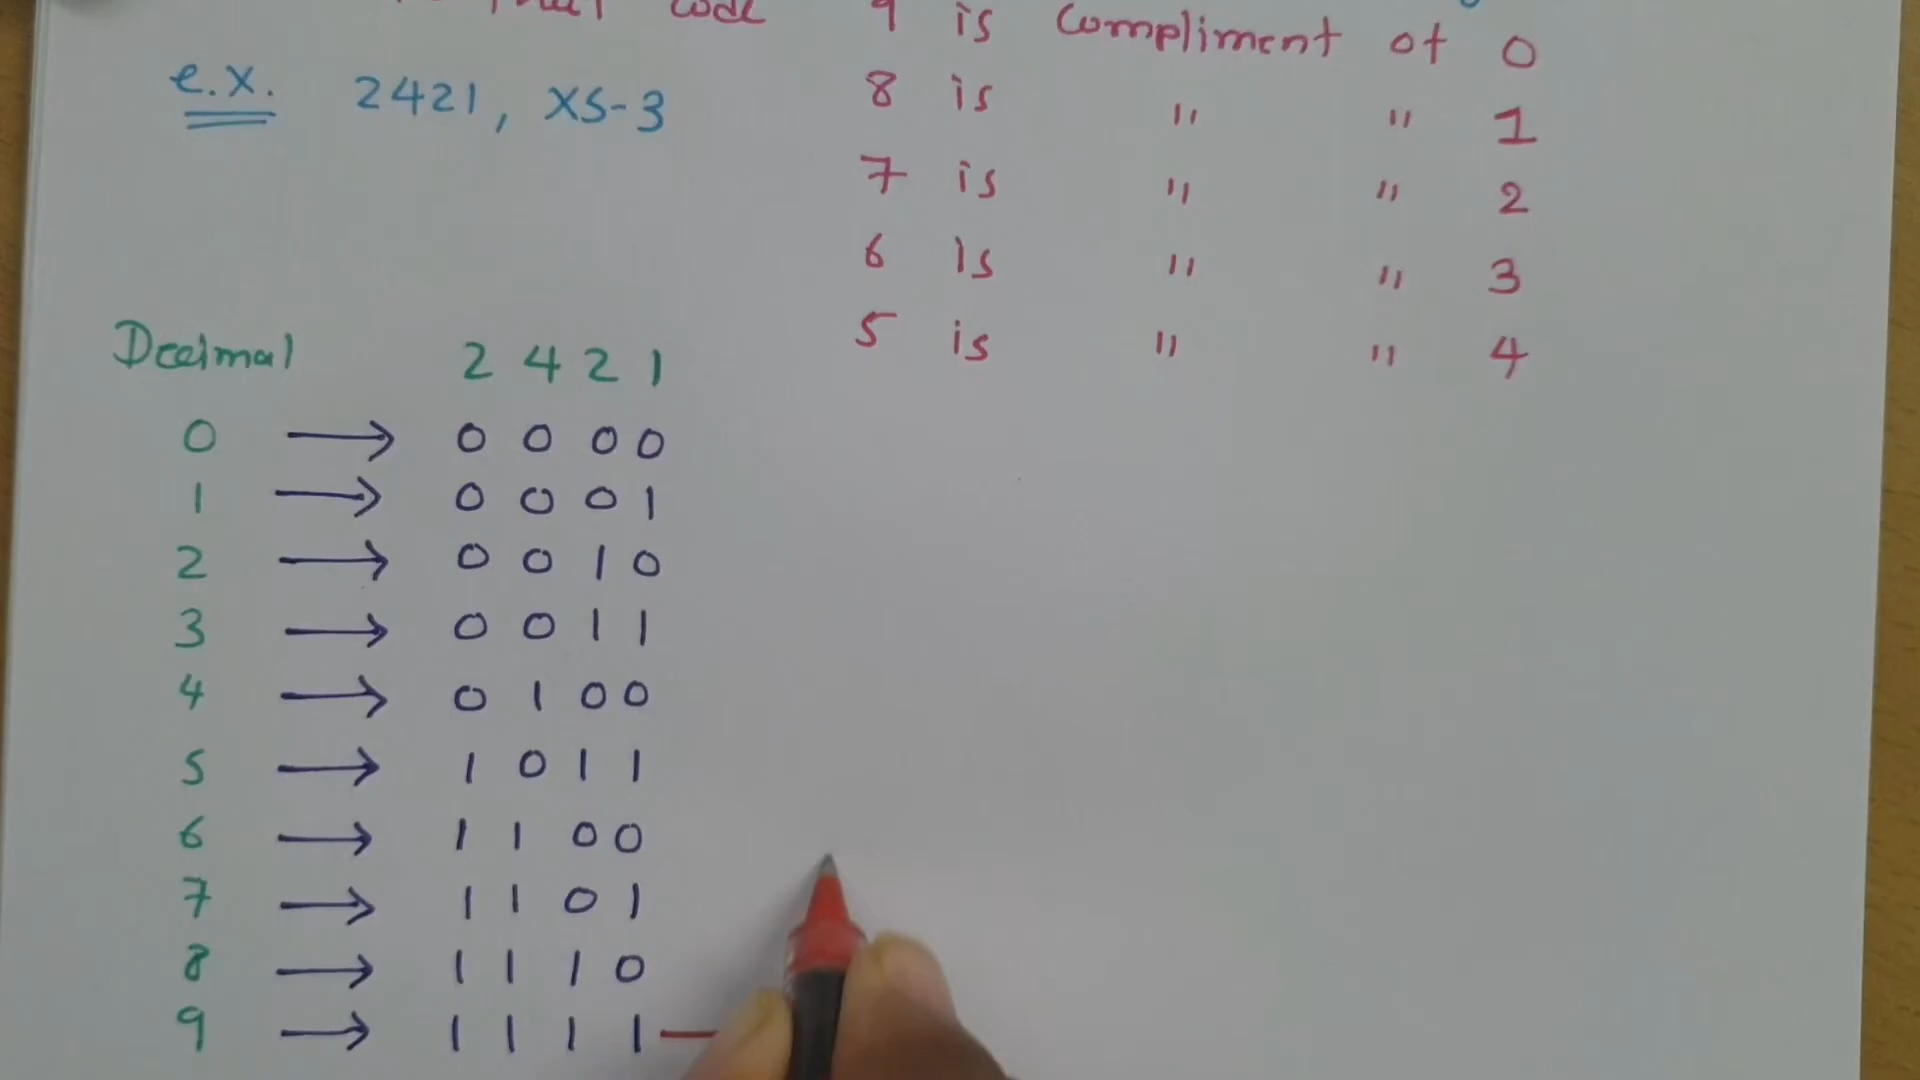 code 9 is Compliment of 0
e.x. 2421, XS-3
8 is " " 1
7 is " " 2
6 is " " 3
5 is " " 4
Decimal 2 4 2 1
0 → 0 0 0 0
1 → 0 0 0 1
2 → 0 0 1 0
3 → 0 0 1 1
4 → 0 1 0 0
5 → 1 0 1 1
6 → 1 1 0 0
7 → 1 1 0 1
8 → 1 1 1 0
9 → 1 1 1 1